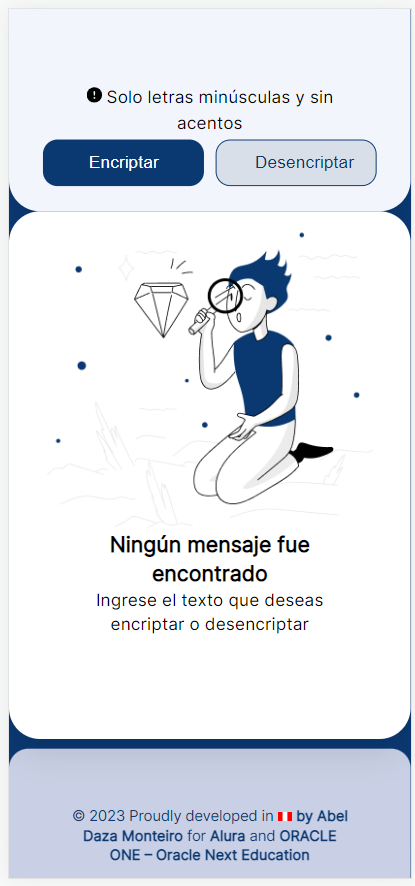 Solo letras minúsculas y sin
acentos
Encriptar
Desencriptar
Ningún mensaje fue
encontrado
Ingrese el texto que deseas
encriptar o desencriptar
© 2023 Proudly developed in 🇵🇪 by Abel
Daza Monteiro for Alura and ORACLE
ONE – Oracle Next Education